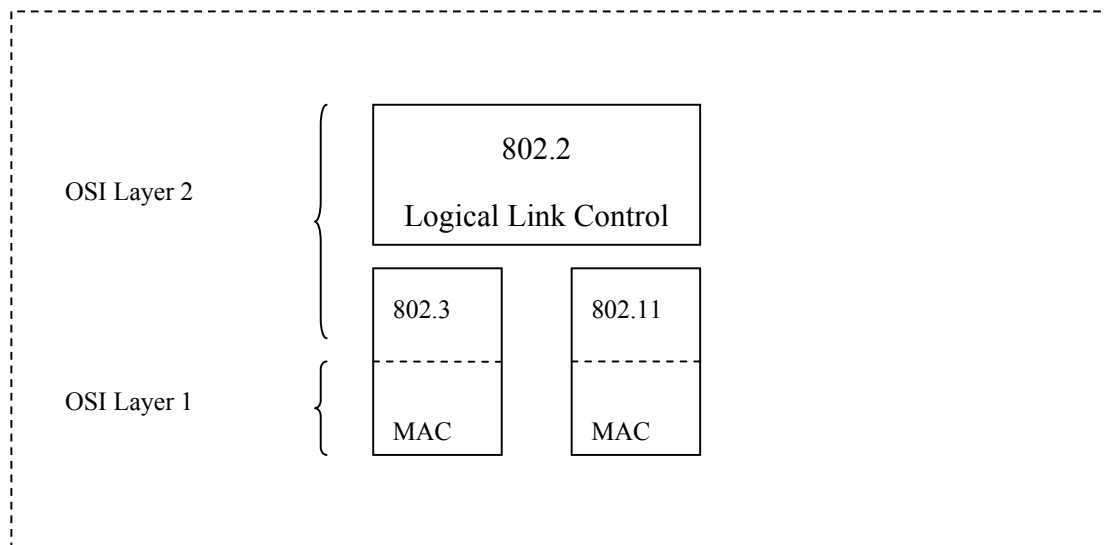 802.2
OSI Layer 2
Logical Link Control
802.3
802.11
OSI Layer 1
MAC
MAC